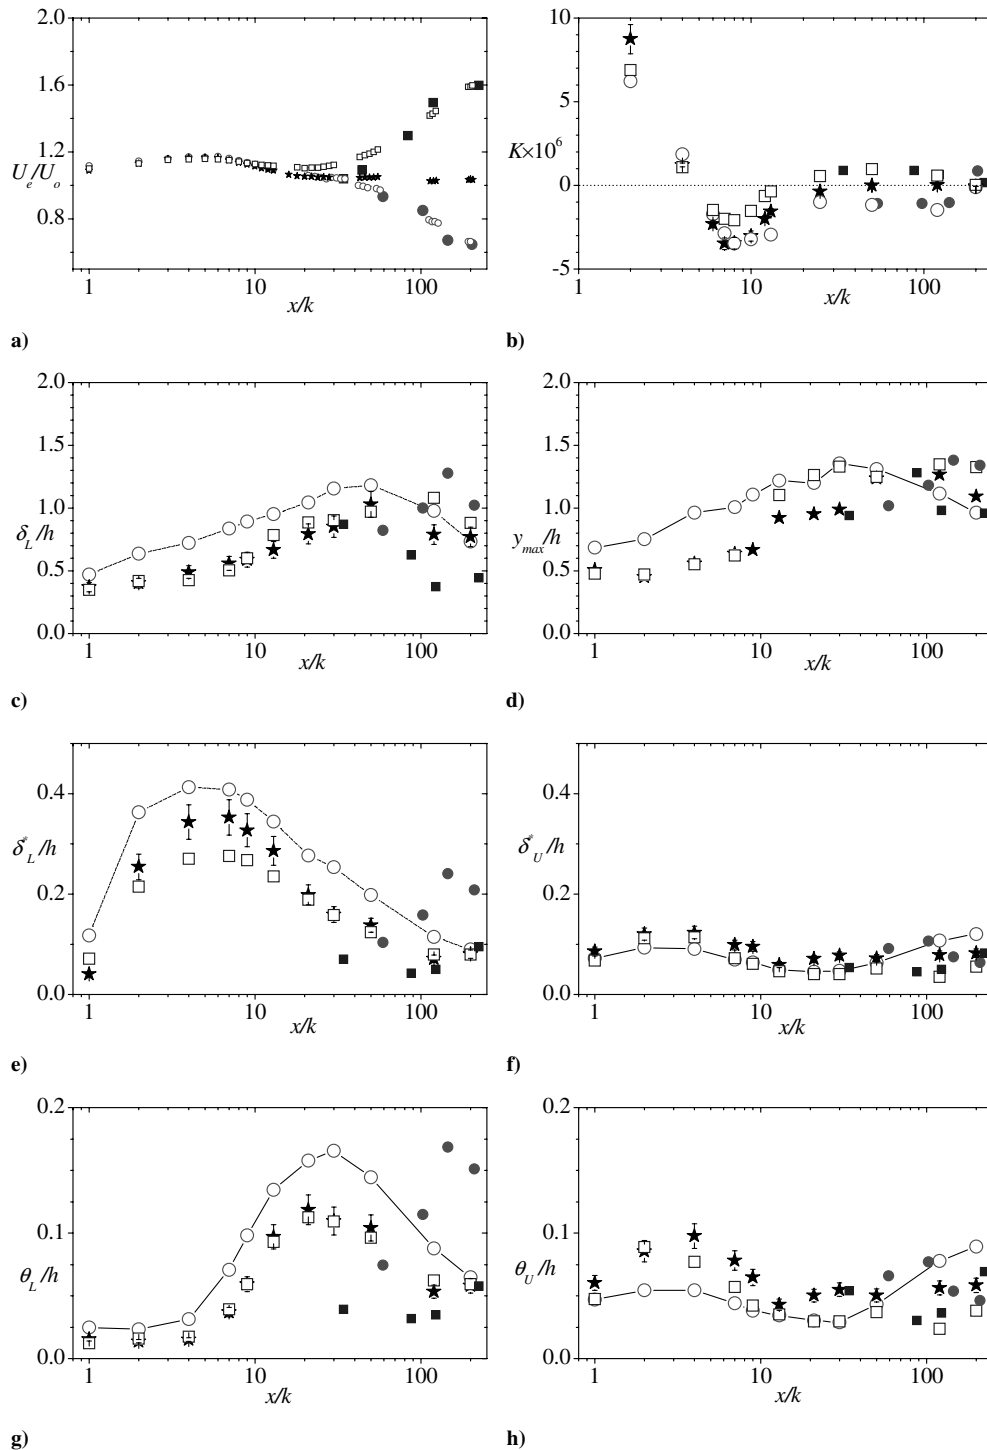 2.0
1.6
1.2
U_e/U_o
0.8
1
10
100
x/k
a)
10
5
K×10^6
0
-5
1
10
100
x/k
b)
2.0
1.5
1.0
δ_L/h
0.5
0.0
1
10
100
x/k
c)
2.0
1.5
1.0
y_max/h
0.5
0.0
1
10
100
x/k
d)
0.4
δ*_L/h
0.2
0.0
1
10
100
x/k
e)
0.4
δ*_U/h
0.2
0.0
1
10
100
x/k
f)
0.2
0.1
θ_L/h
0.0
1
10
100
x/k
g)
0.2
0.1
θ_U/h
0.0
1
10
100
x/k
h)